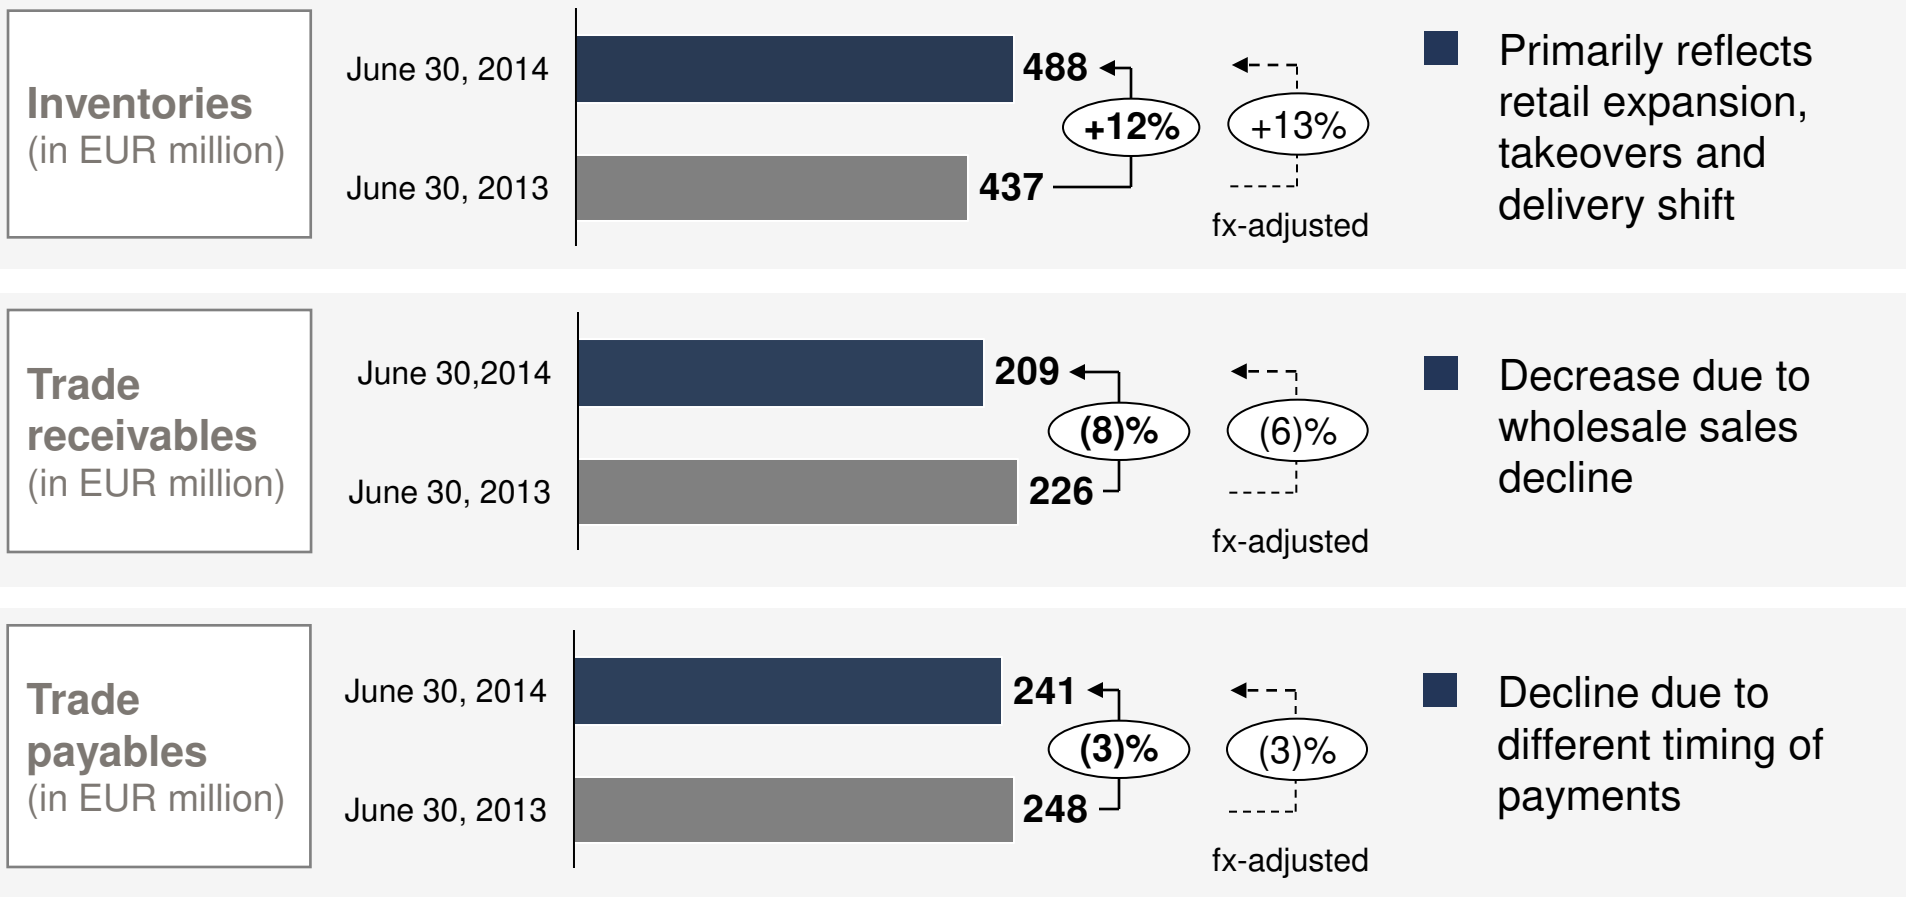 Inventories
(in EUR million)
June 30, 2014
488
+12%
+13%
June 30, 2013
437
fx-adjusted
Primarily reflects
retail expansion,
takeovers and
delivery shift
Trade
receivables
(in EUR million)
June 30,2014
209
(8)%
(6)%
June 30, 2013
226
fx-adjusted
Decrease due to
wholesale sales
decline
Trade
payables
(in EUR million)
June 30, 2014
241
(3)%
(3)%
June 30, 2013
248
fx-adjusted
Decline due to
different timing of
payments